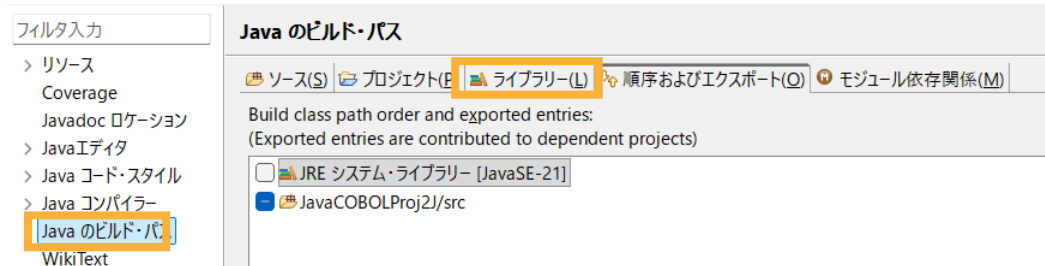 フィルタ入力
Java のビルド・パス
> リソース
Coverage
Javadoc ロケーション
> Javaエディタ
> Java コード・スタイル
> Java コンパイラー
Java のビルド・パス
WikiText
ソース(S) プロジェクト(P ライブラリー(L) 順序およびエクスポート(O) モジュール依存関係(M)
Build class path order and exported entries:
(Exported entries are contributed to dependent projects)
JRE システム・ライブラリー [JavaSE-21]
JavaCOBOLProj2J/src